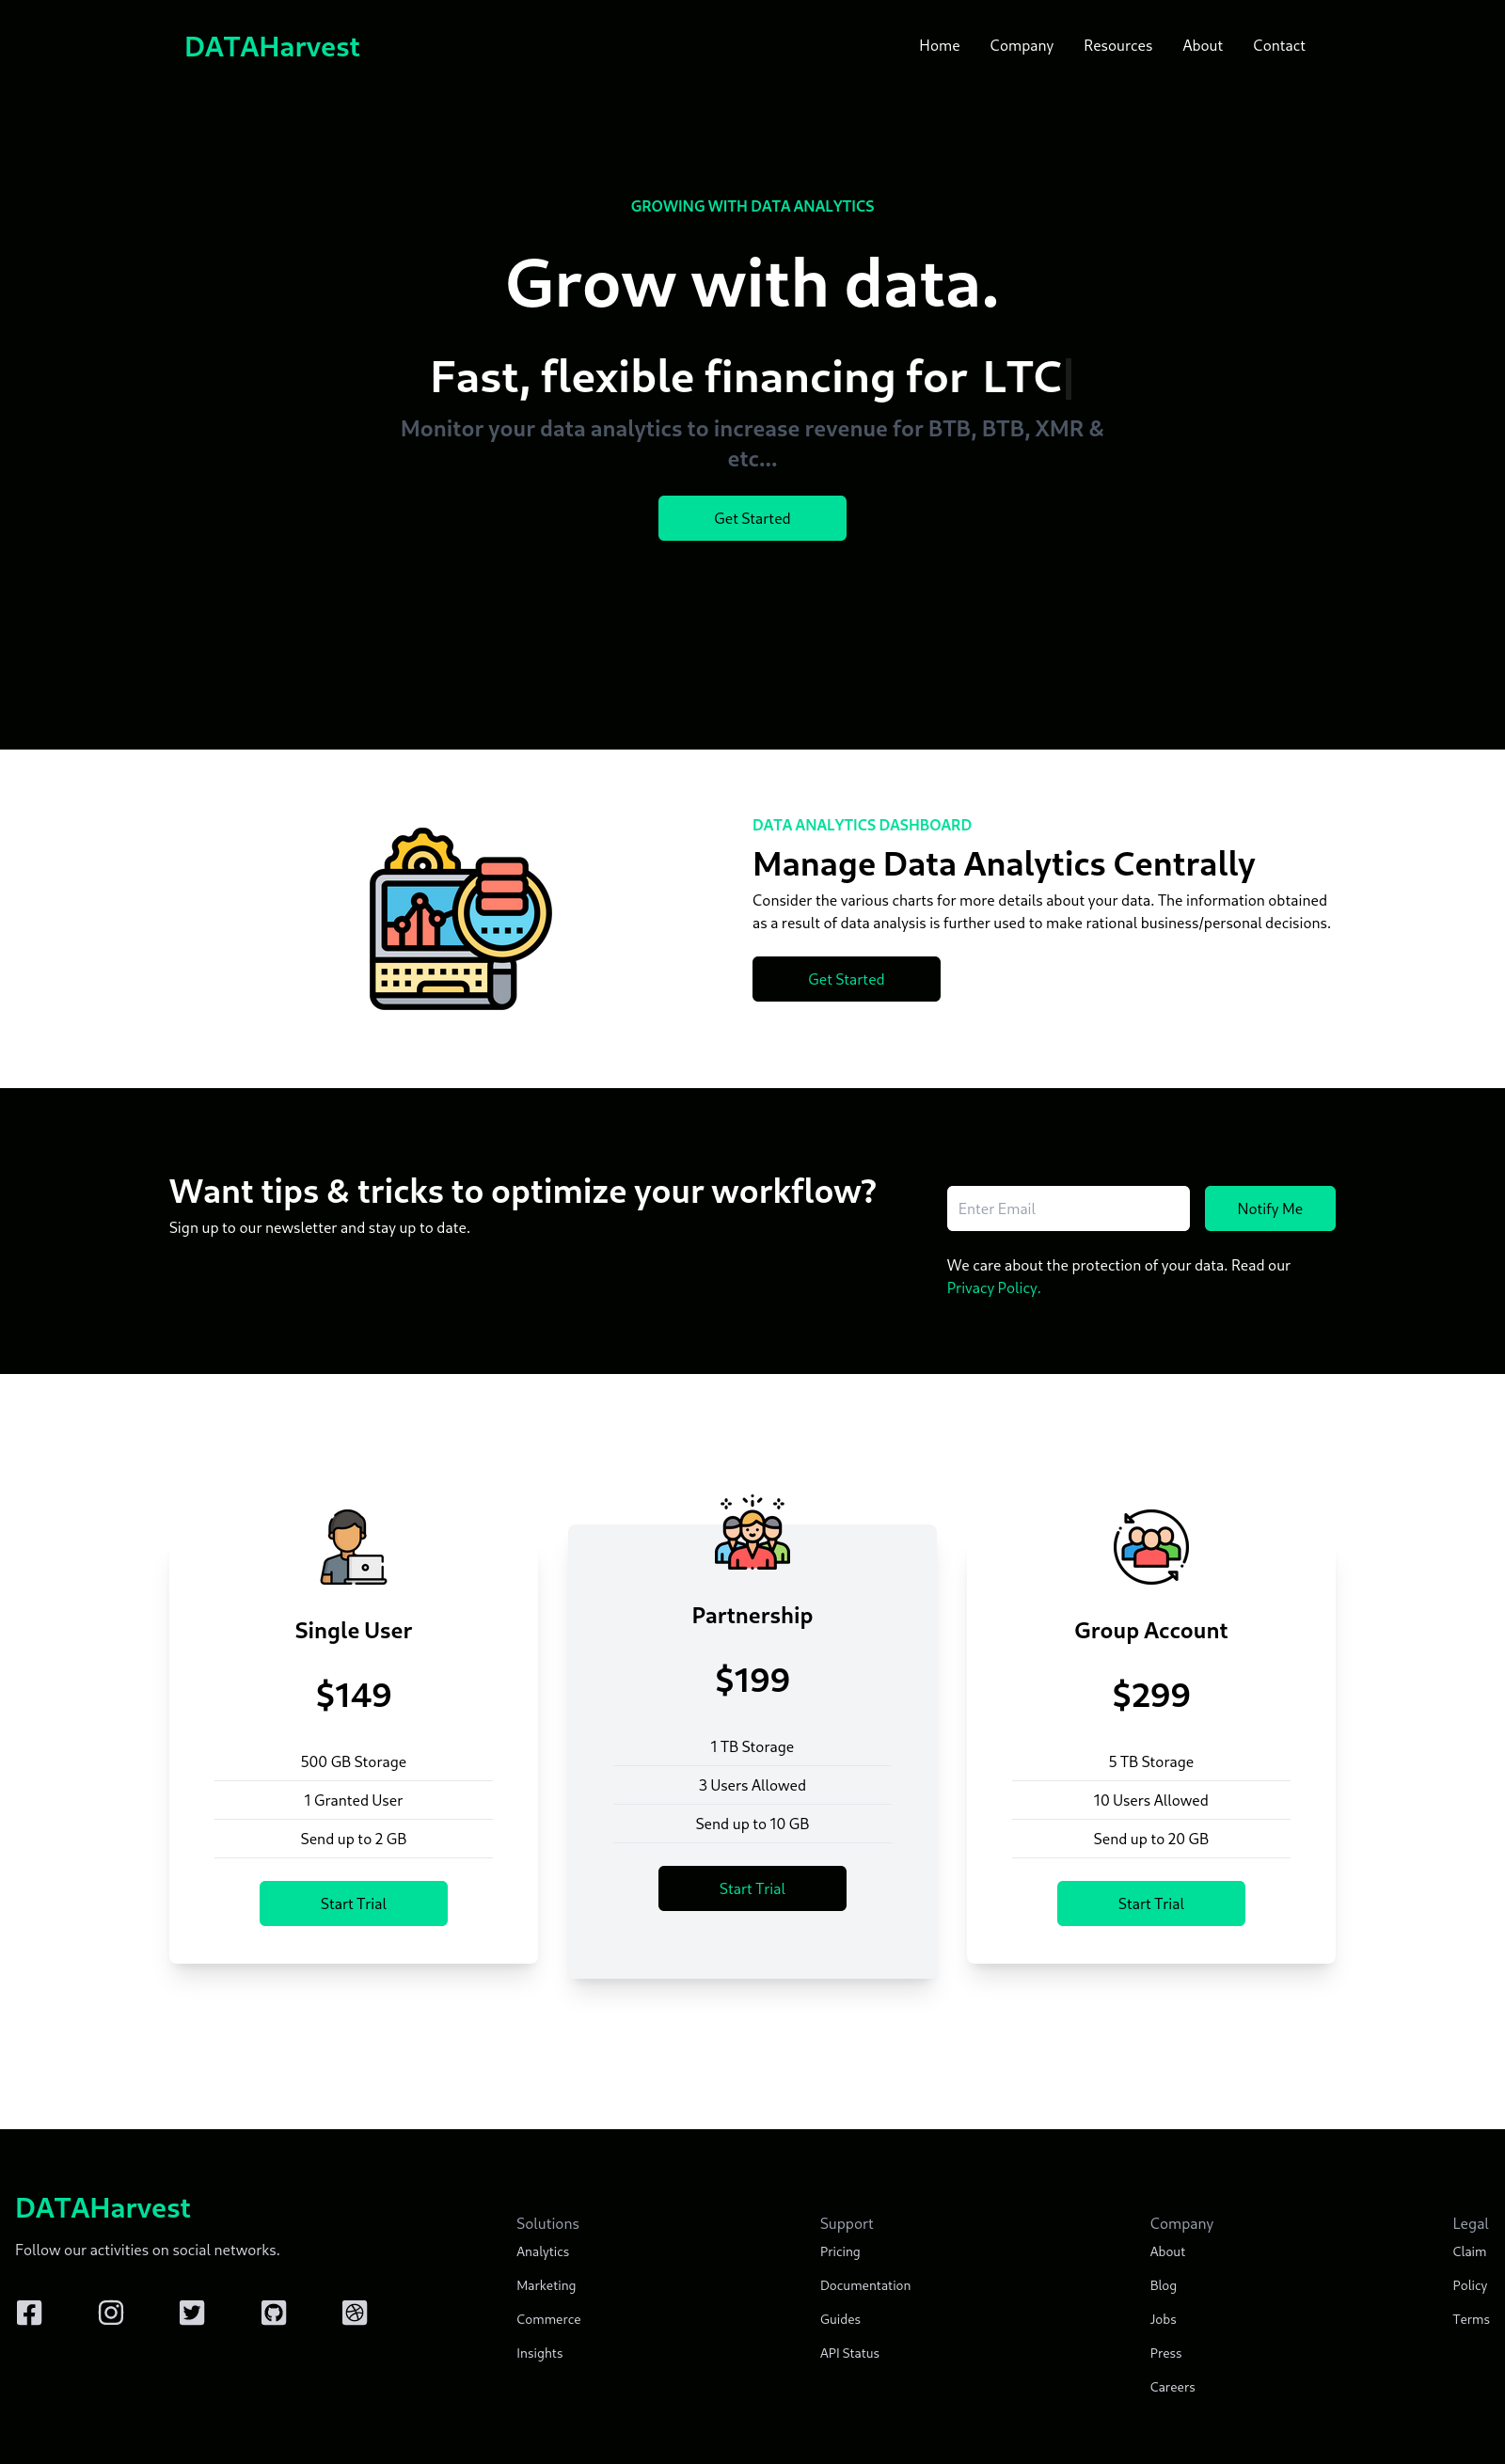 DATAHarvest
Home Company Resources About Contact
GROWING WITH DATA ANALYTICS
Grow with data.
Fast, flexible financing for LTC|
Monitor your data analytics to increase revenue for BTB, BTB, XMR &
etc...
Get Started
DATA ANALYTICS DASHBOARD
Manage Data Analytics Centrally
Consider the various charts for more details about your data. The information obtained
as a result of data analysis is further used to make rational business/personal decisions.
Get Started
Want tips & tricks to optimize your workflow?
Sign up to our newsletter and stay up to date.
Enter Email
Notify Me
We care about the protection of your data. Read our
Privacy Policy.
Single User
$149
500 GB Storage
1 Granted User
Send up to 2 GB
Start Trial
Partnership
$199
1 TB Storage
3 Users Allowed
Send up to 10 GB
Start Trial
Group Account
$299
5 TB Storage
10 Users Allowed
Send up to 20 GB
Start Trial
DATAHarvest
Follow our activities on social networks.
Solutions
Analytics
Marketing
Commerce
Insights
Support
Pricing
Documentation
Guides
API Status
Company
About
Blog
Jobs
Press
Careers
Legal
Claim
Policy
Terms